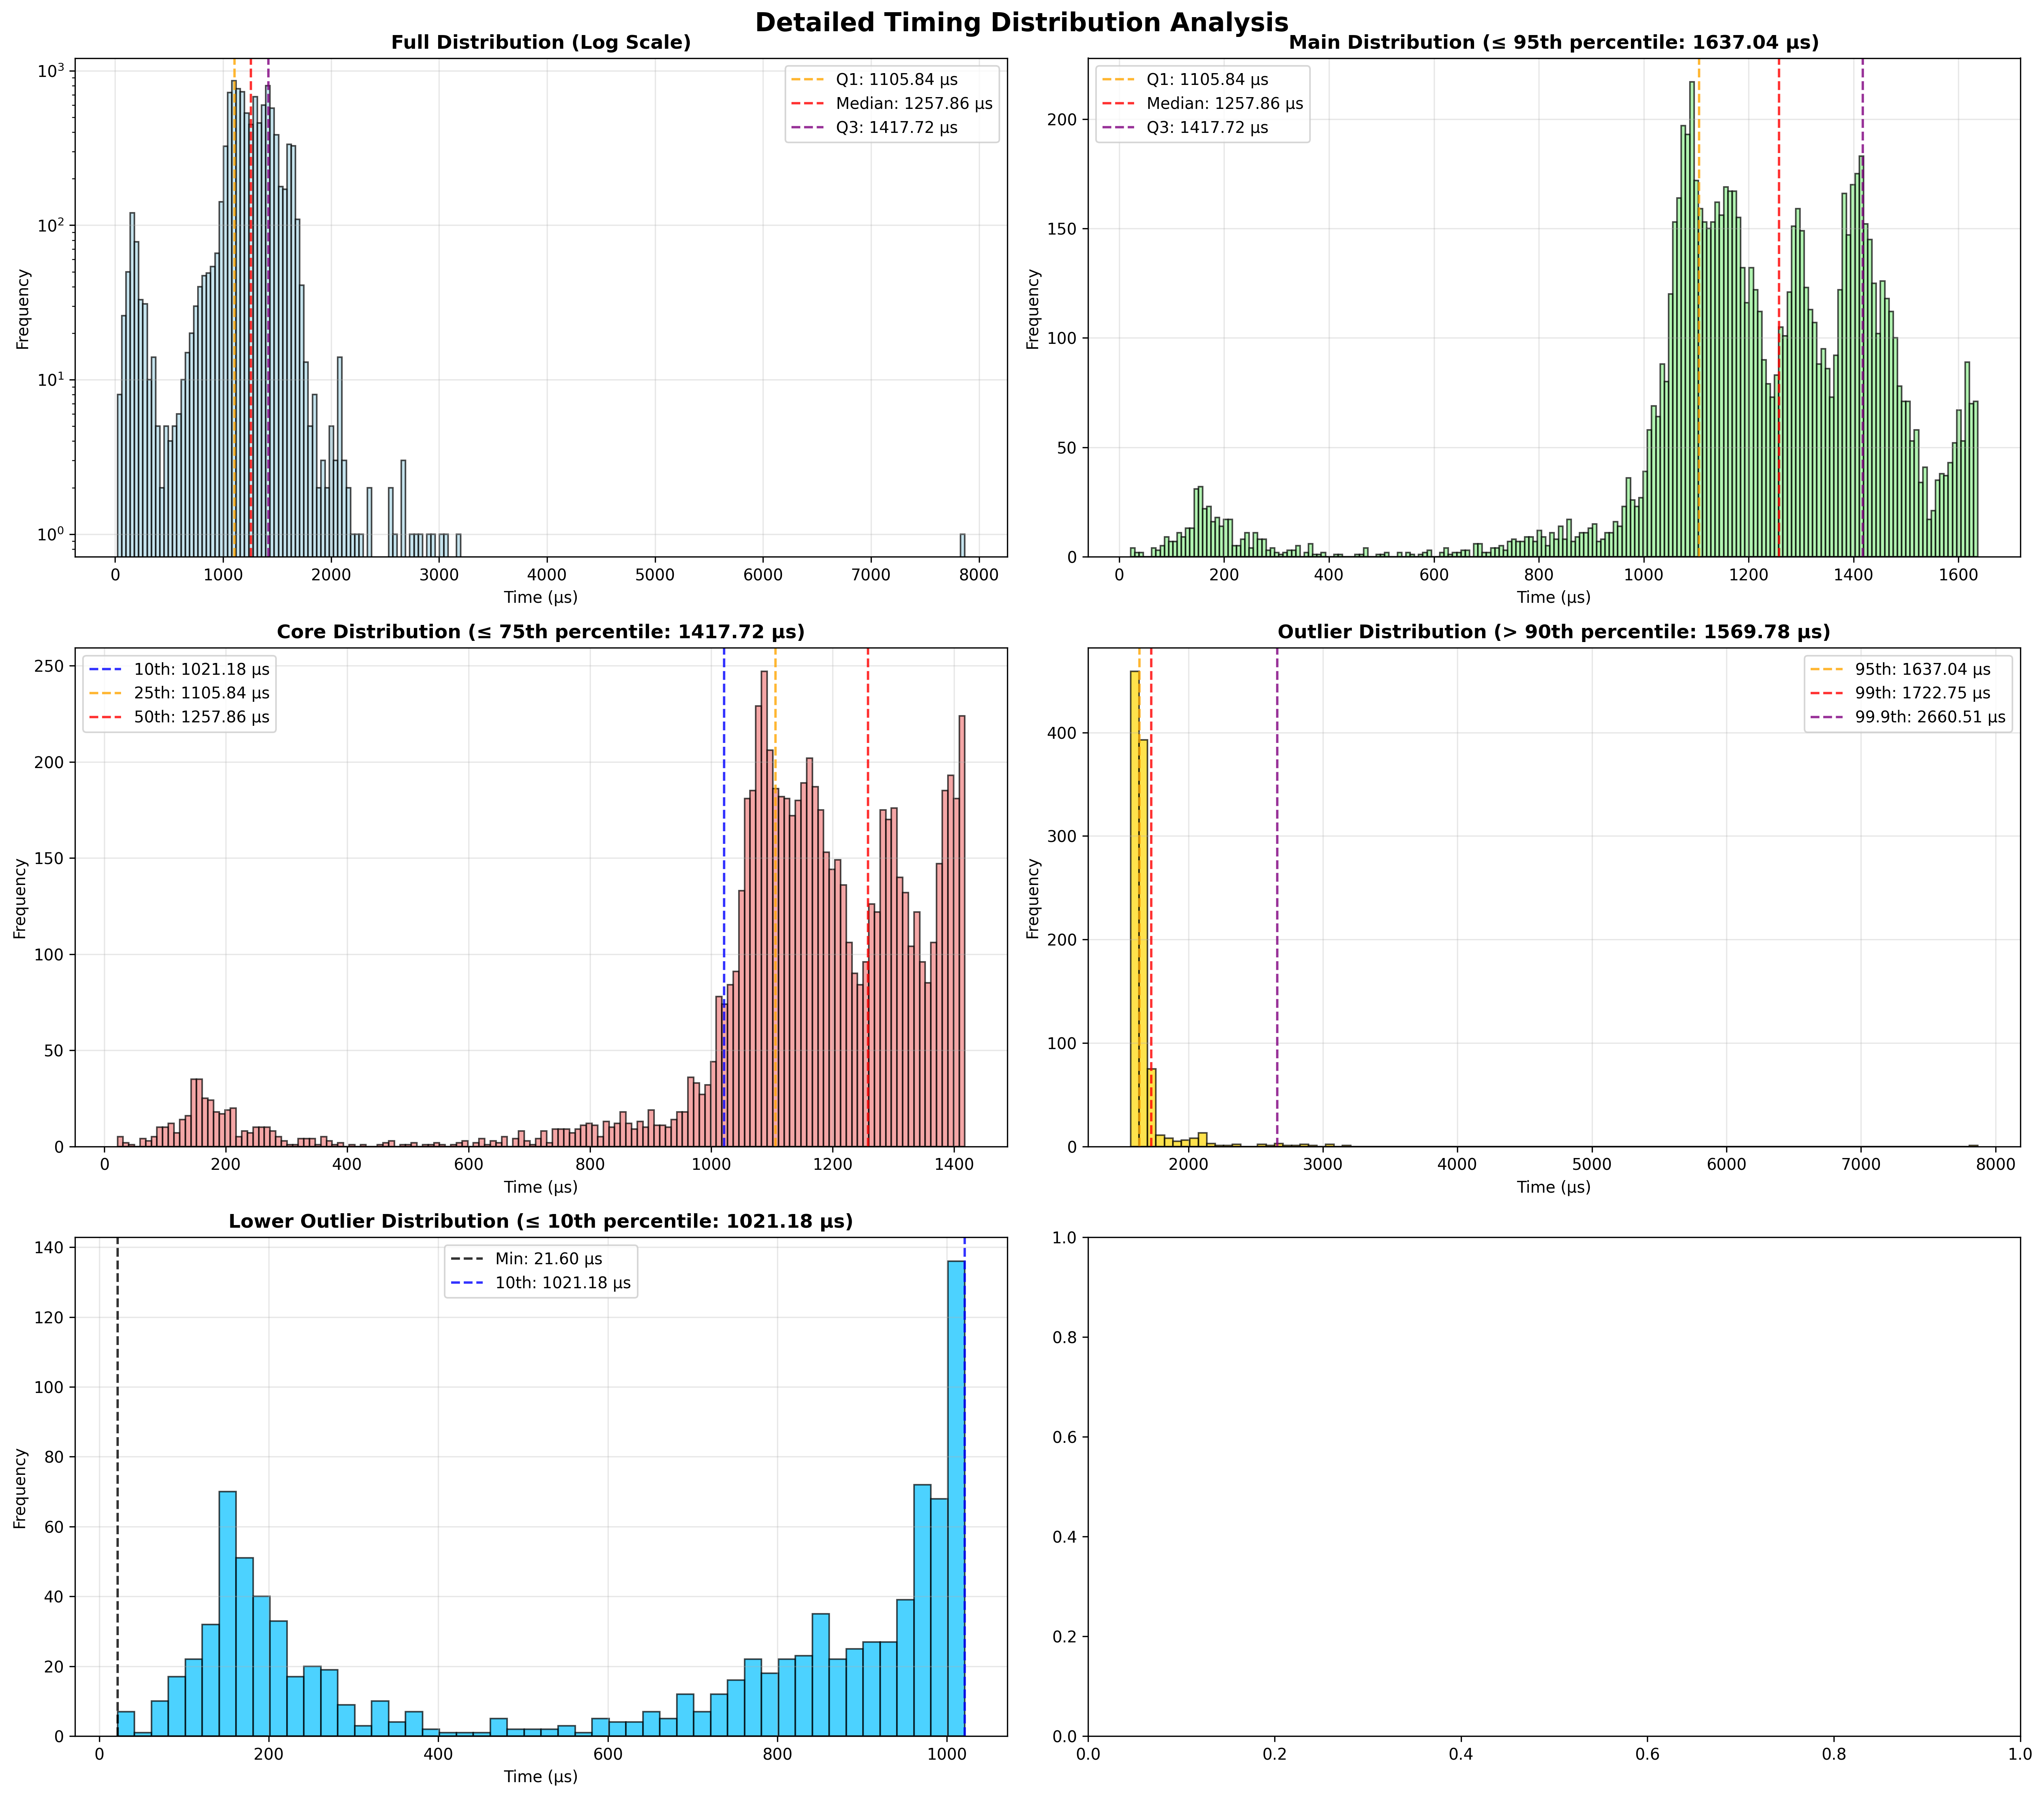 Detailed Timing Distribution Analysis
Full Distribution (Log Scale)
Frequency
10³
10²
10¹
10⁰
Q1: 1105.84 µs
Median: 1257.86 µs
Q3: 1417.72 µs
0 1000 2000 3000 4000 5000 6000 7000 8000
Time (µs)
Main Distribution (≤ 95th percentile: 1637.04 µs)
Frequency
200
150
100
50
0
Q1: 1105.84 µs
Median: 1257.86 µs
Q3: 1417.72 µs
0 200 400 600 800 1000 1200 1400 1600
Time (µs)
Core Distribution (≤ 75th percentile: 1417.72 µs)
Frequency
250
200
150
100
50
0
10th: 1021.18 µs
25th: 1105.84 µs
50th: 1257.86 µs
0 200 400 600 800 1000 1200 1400
Time (µs)
Outlier Distribution (> 90th percentile: 1569.78 µs)
Frequency
400
300
200
100
0
95th: 1637.04 µs
99th: 1722.75 µs
99.9th: 2660.51 µs
2000 3000 4000 5000 6000 7000 8000
Time (µs)
Lower Outlier Distribution (≤ 10th percentile: 1021.18 µs)
Frequency
140
120
100
80
60
40
20
0
Min: 21.60 µs
10th: 1021.18 µs
0 200 400 600 800 1000
Time (µs)
1.0
0.8
0.6
0.4
0.2
0.0
0.0 0.2 0.4 0.6 0.8 1.0